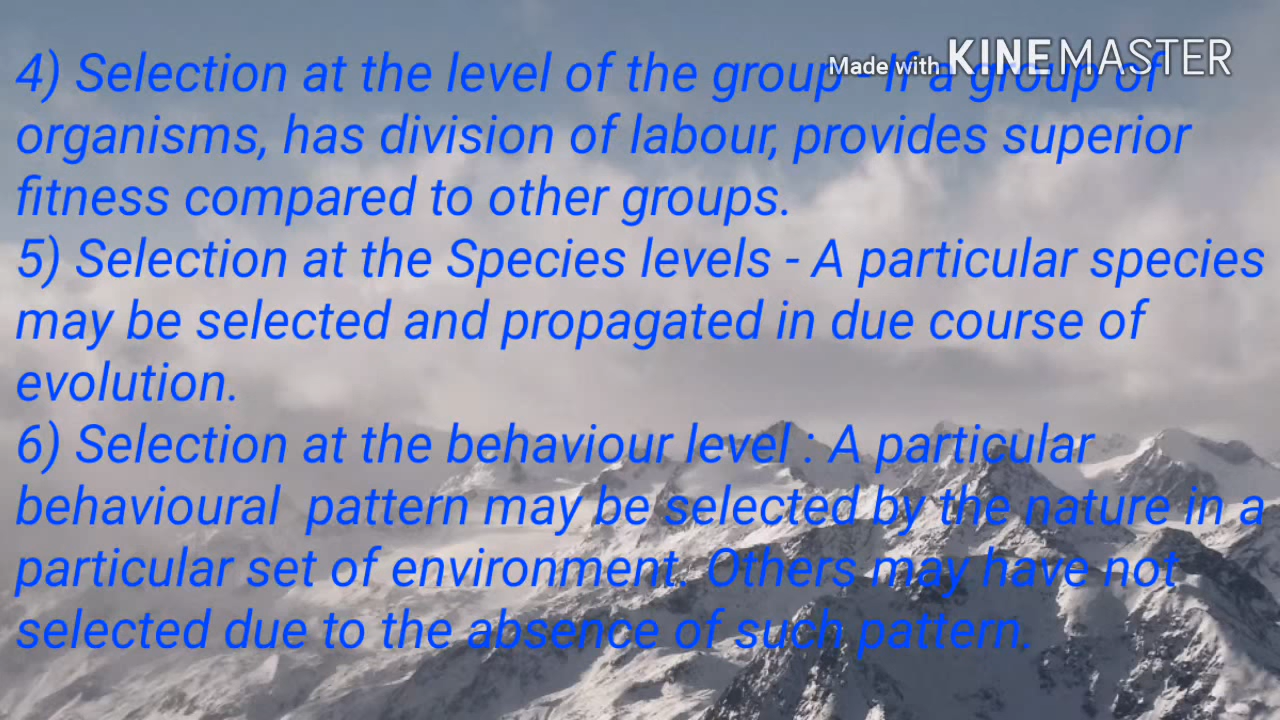 4) Selection at the level of the group - If a group of
Made with KINEMASTER
organisms, has division of labour, provides superior
fitness compared to other groups.
5) Selection at the Species levels - A particular species
may be selected and propagated in due course of
evolution.
6) Selection at the behaviour level : A particular
behavioural  pattern may be selected by the nature in a
particular set of environment. Others may have not
selected due to the absence of such pattern.